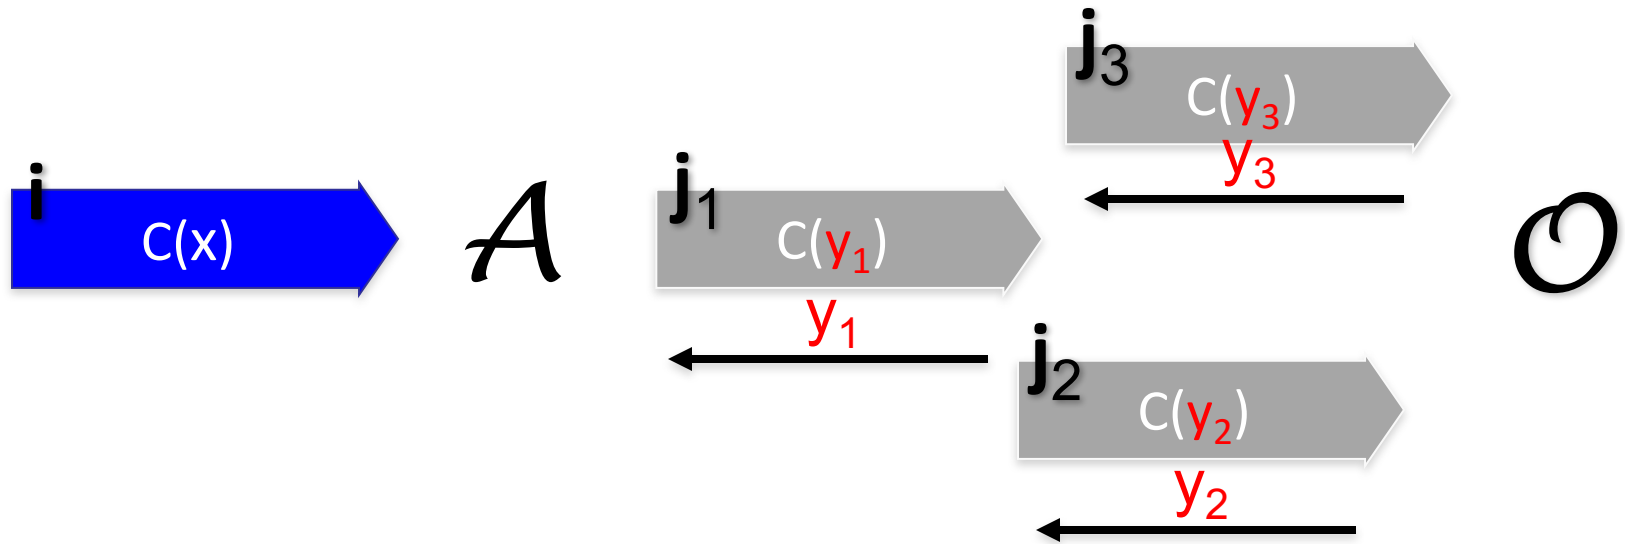 i
C(x)
𝒜
j₁
C(y₁)
y₁
j₃
C(y₃)
y₃
j₂
C(y₂)
y₂
𝒪